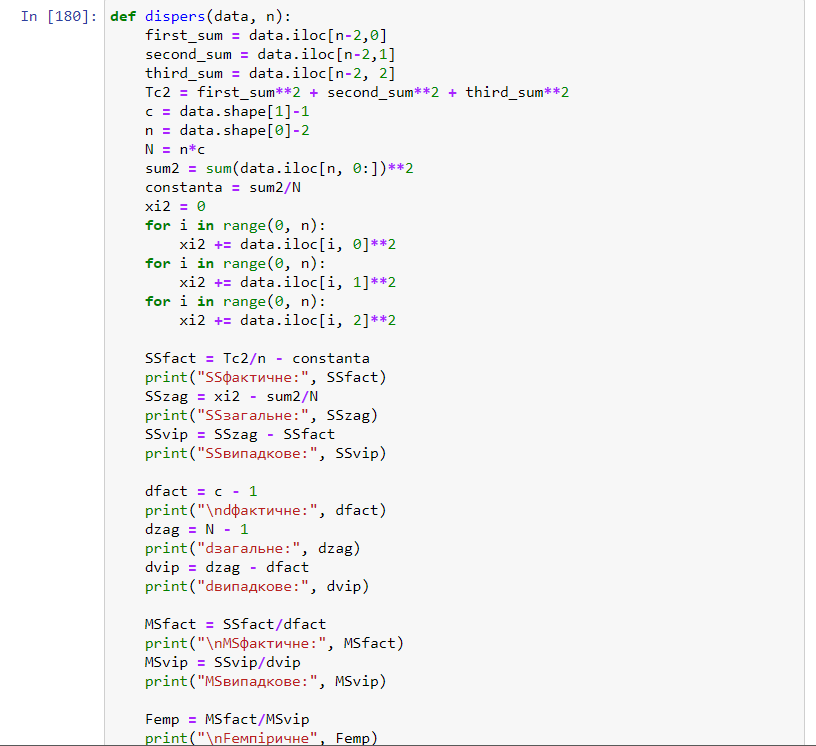 In [180]: def dispers(data, n):
    first_sum = data.iloc[n-2,0]
    second_sum = data.iloc[n-2,1]
    third_sum = data.iloc[n-2, 2]
    Tc2 = first_sum**2 + second_sum**2 + third_sum**2
    c = data.shape[1]-1
    n = data.shape[0]-2
    N = n*c
    sum2 = sum(data.iloc[n, 0:])**2
    constanta = sum2/N
    xi2 = 0
    for i in range(0, n):
        xi2 += data.iloc[i, 0]**2
    for i in range(0, n):
        xi2 += data.iloc[i, 1]**2
    for i in range(0, n):
        xi2 += data.iloc[i, 2]**2

    SSfact = Tc2/n - constanta
    print("SSфактичне:", SSfact)
    SSzag = xi2 - sum2/N
    print("SSзагальне:", SSzag)
    SSvip = SSzag - SSfact
    print("SSвипадкове:", SSvip)

    dfact = c - 1
    print("\ndфактичне:", dfact)
    dzag = N - 1
    print("dзагальне:", dzag)
    dvip = dzag - dfact
    print("dвипадкове:", dvip)

    MSfact = SSfact/dfact
    print("\nMSфактичне:", MSfact)
    MSvip = SSvip/dvip
    print("MSвипадкове:", MSvip)

    Femp = MSfact/MSvip
    print("\nFемпіричне", Femp)